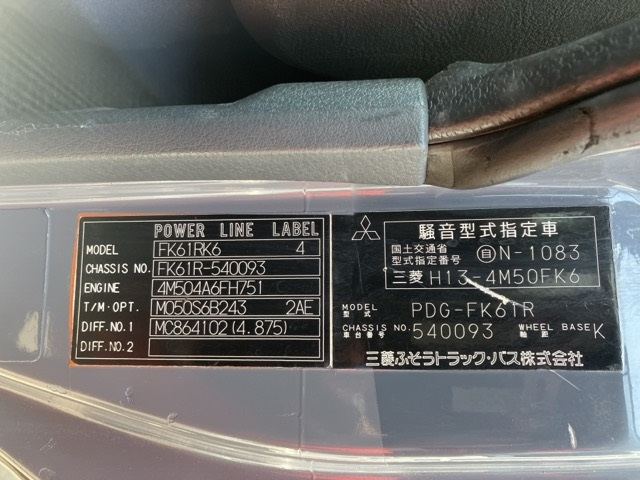 POWER LINE LABEL
MODEL FK61RK6 4
CHASSIS NO. FK61R-540093
ENGINE 4M504A6FH751
T/M・OPT. M050S6B243 2AE
DIFF.NO.1 MC864102(4.875)
DIFF.NO.2
騒音型式指定車
国土交通省
型式指定番号 自N-1083
三菱 H13-4M50FK6
MODEL
型式 PDG-FK61R
CHASSIS NO.
車台番号 540093 WHEEL BASE
軸距 K
三菱ふそうトラック・バス株式会社